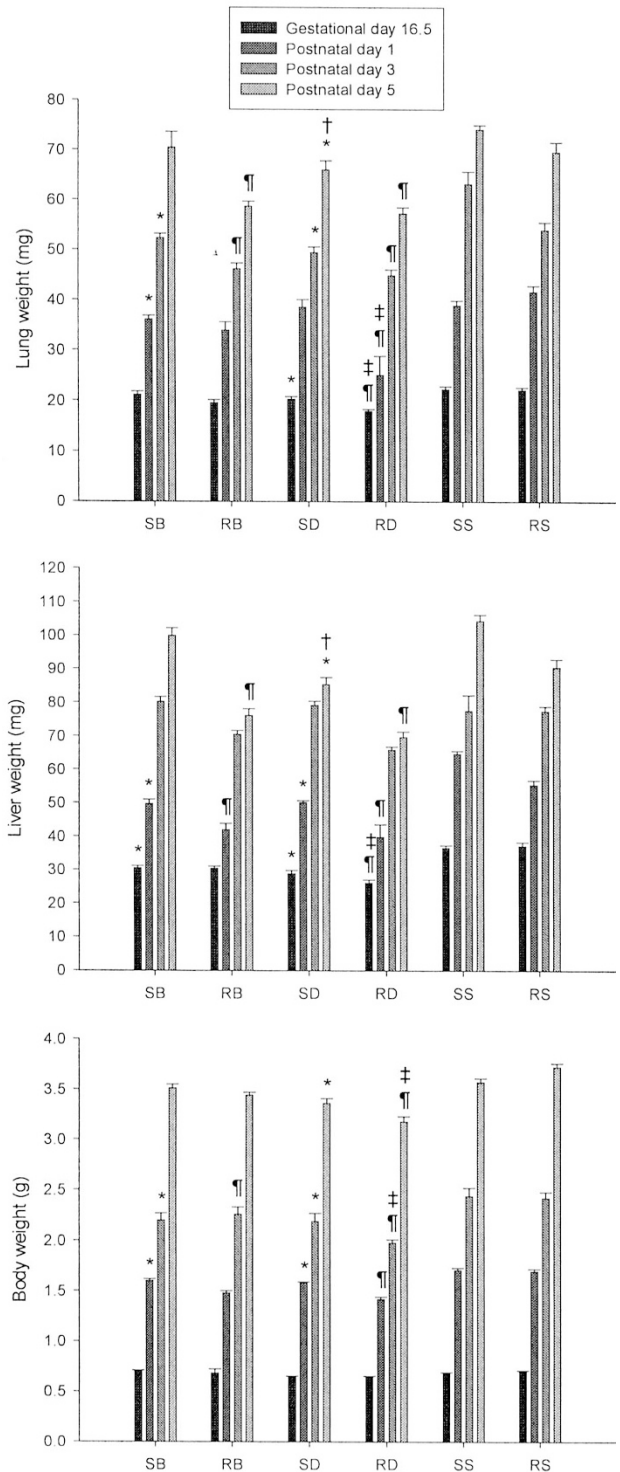 Gestational day 16.5
Postnatal day 1
Postnatal day 3
Postnatal day 5
Lung weight (mg)
80
70
60
50
40
30
20
10
0
* * † * ¶ ¶ * * † * ‡ ¶ ‡ ¶ ¶ ¶
SB RB SD RD SS RS
Liver weight (mg)
120
110
100
90
80
70
60
50
40
30
20
10
0
* * ¶ ¶ * * † * ‡ ¶ ¶ ¶
SB RB SD RD SS RS
Body weight (g)
4.0
3.5
3.0
2.5
2.0
1.5
1.0
0.5
0.0
* * ¶ * * * ¶ ‡ ¶ ‡ ¶
SB RB SD RD SS RS